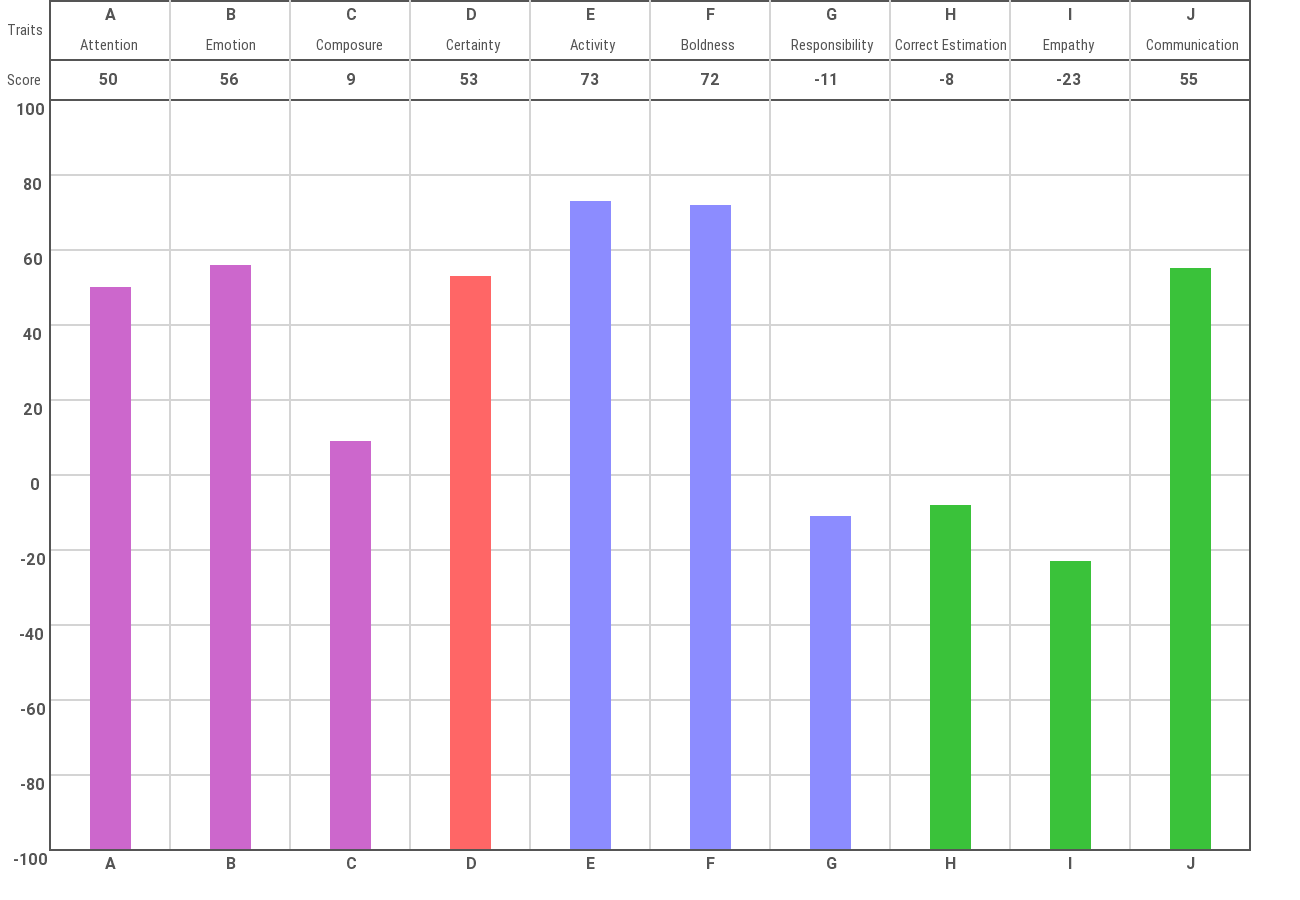 Traits A B C D E F G H I J
Attention Emotion Composure Certainty Activity Boldness Responsibility Correct Estimation Empathy Communication
Score 50 56 9 53 73 72 -11 -8 -23 55
100
80
60
40
20
0
-20
-40
-60
-80
-100
A B C D E F G H I J